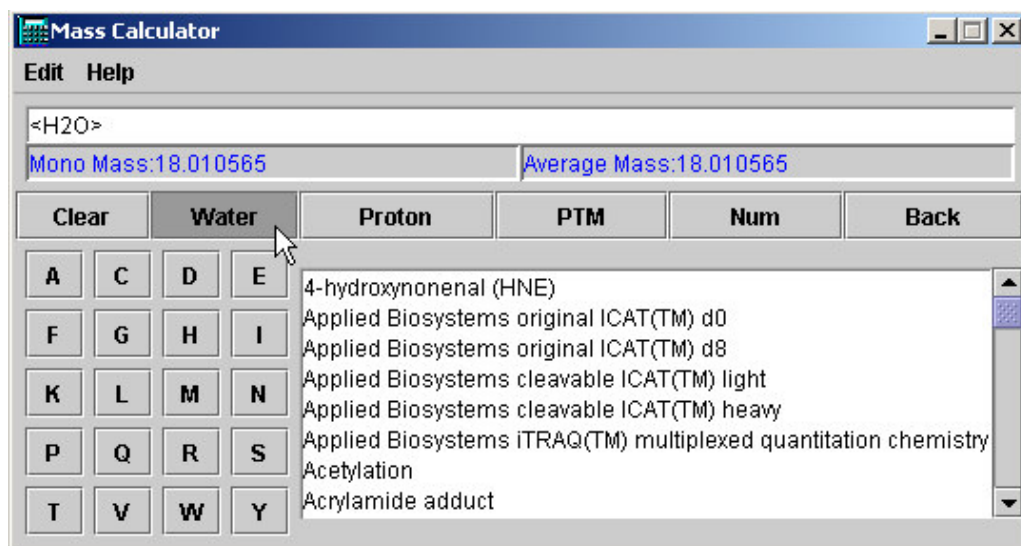 Mass Calculator
Edit Help
<H2O>
Mono Mass:18.010565 Average Mass:18.010565
Clear Water Proton PTM Num Back
A C D E
F G H I
K L M N
P Q R S
T V W Y
4-hydroxynonenal (HNE)
Applied Biosystems original ICAT(TM) d0
Applied Biosystems original ICAT(TM) d8
Applied Biosystems cleavable ICAT(TM) light
Applied Biosystems cleavable ICAT(TM) heavy
Applied Biosystems iTRAQ(TM) multiplexed quantitation chemistry
Acetylation
Acrylamide adduct